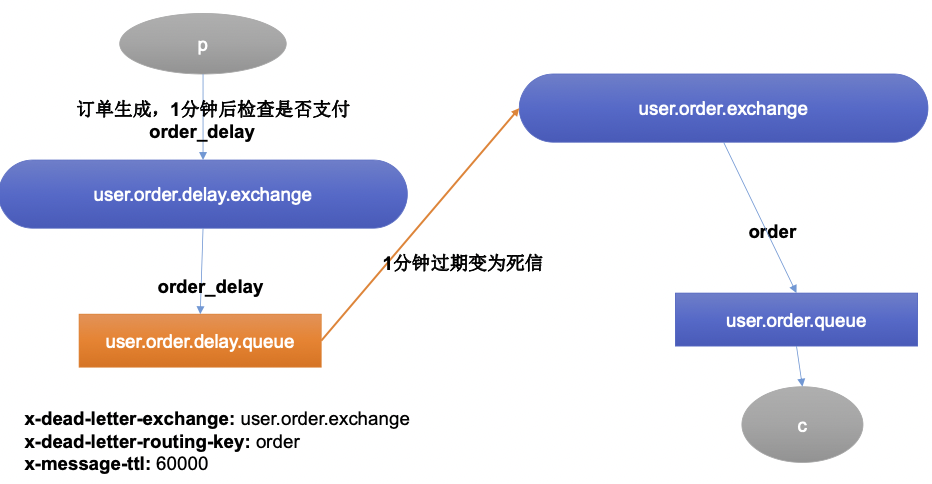 p
订单生成，1分钟后检查是否支付
order_delay
user.order.delay.exchange
order_delay
user.order.delay.queue
1分钟过期变为死信
user.order.exchange
order
user.order.queue
c
x-dead-letter-exchange: user.order.exchange
x-dead-letter-routing-key: order
x-message-ttl: 60000